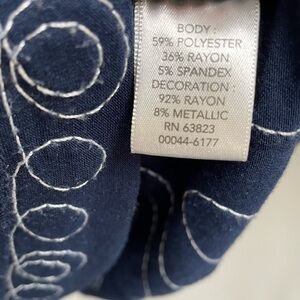 BODY :
59% POLYESTER
36% RAYON
5% SPANDEX
DECORATION :
92% RAYON
8% METALLIC
RN 63823
00044-6177